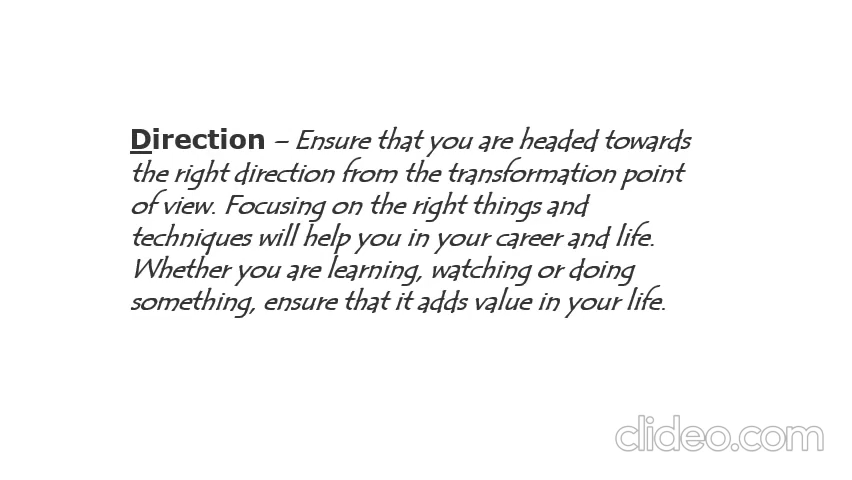 Direction – Ensure that you are headed towards
the right direction from the transformation point
of view. Focusing on the right things and
techniques will help you in your career and life.
Whether you are learning, watching or doing
something, ensure that it adds value in your life.
clideo.com